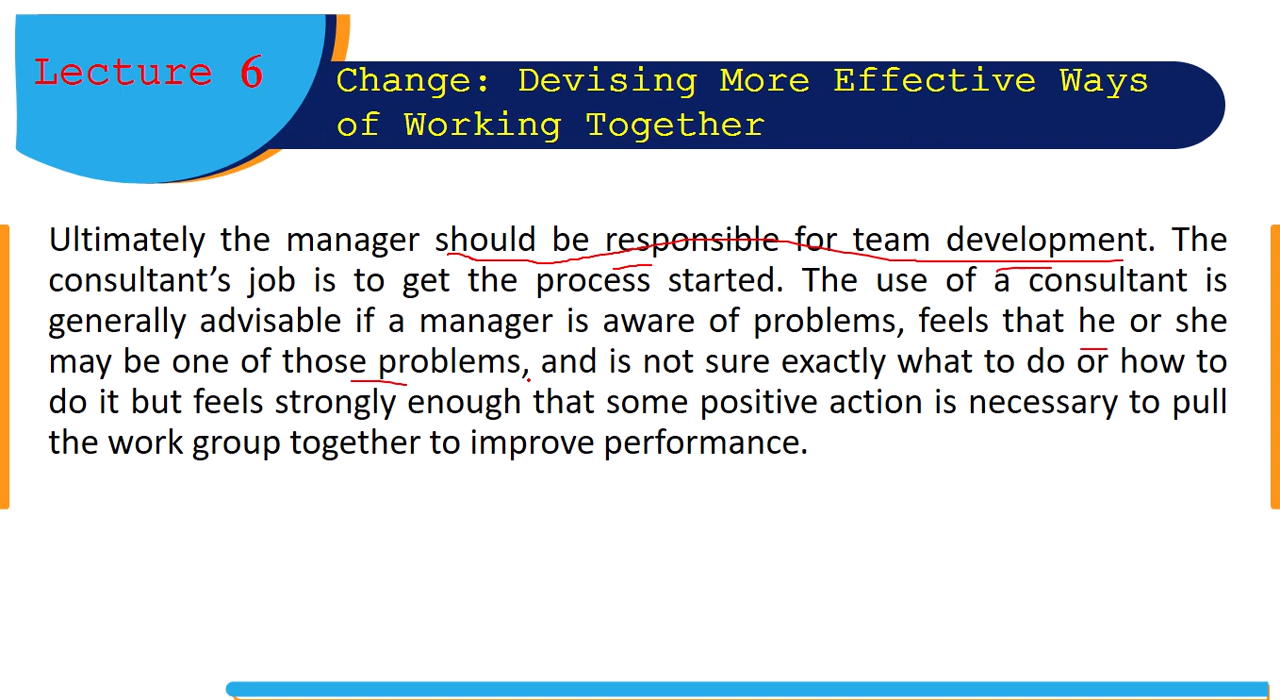 Lecture 6
Change: Devising More Effective Ways
of Working Together
Ultimately the manager should be responsible for team development. The
consultant’s job is to get the process started. The use of a consultant is
generally advisable if a manager is aware of problems, feels that he or she
may be one of those problems, and is not sure exactly what to do or how to
do it but feels strongly enough that some positive action is necessary to pull
the work group together to improve performance.